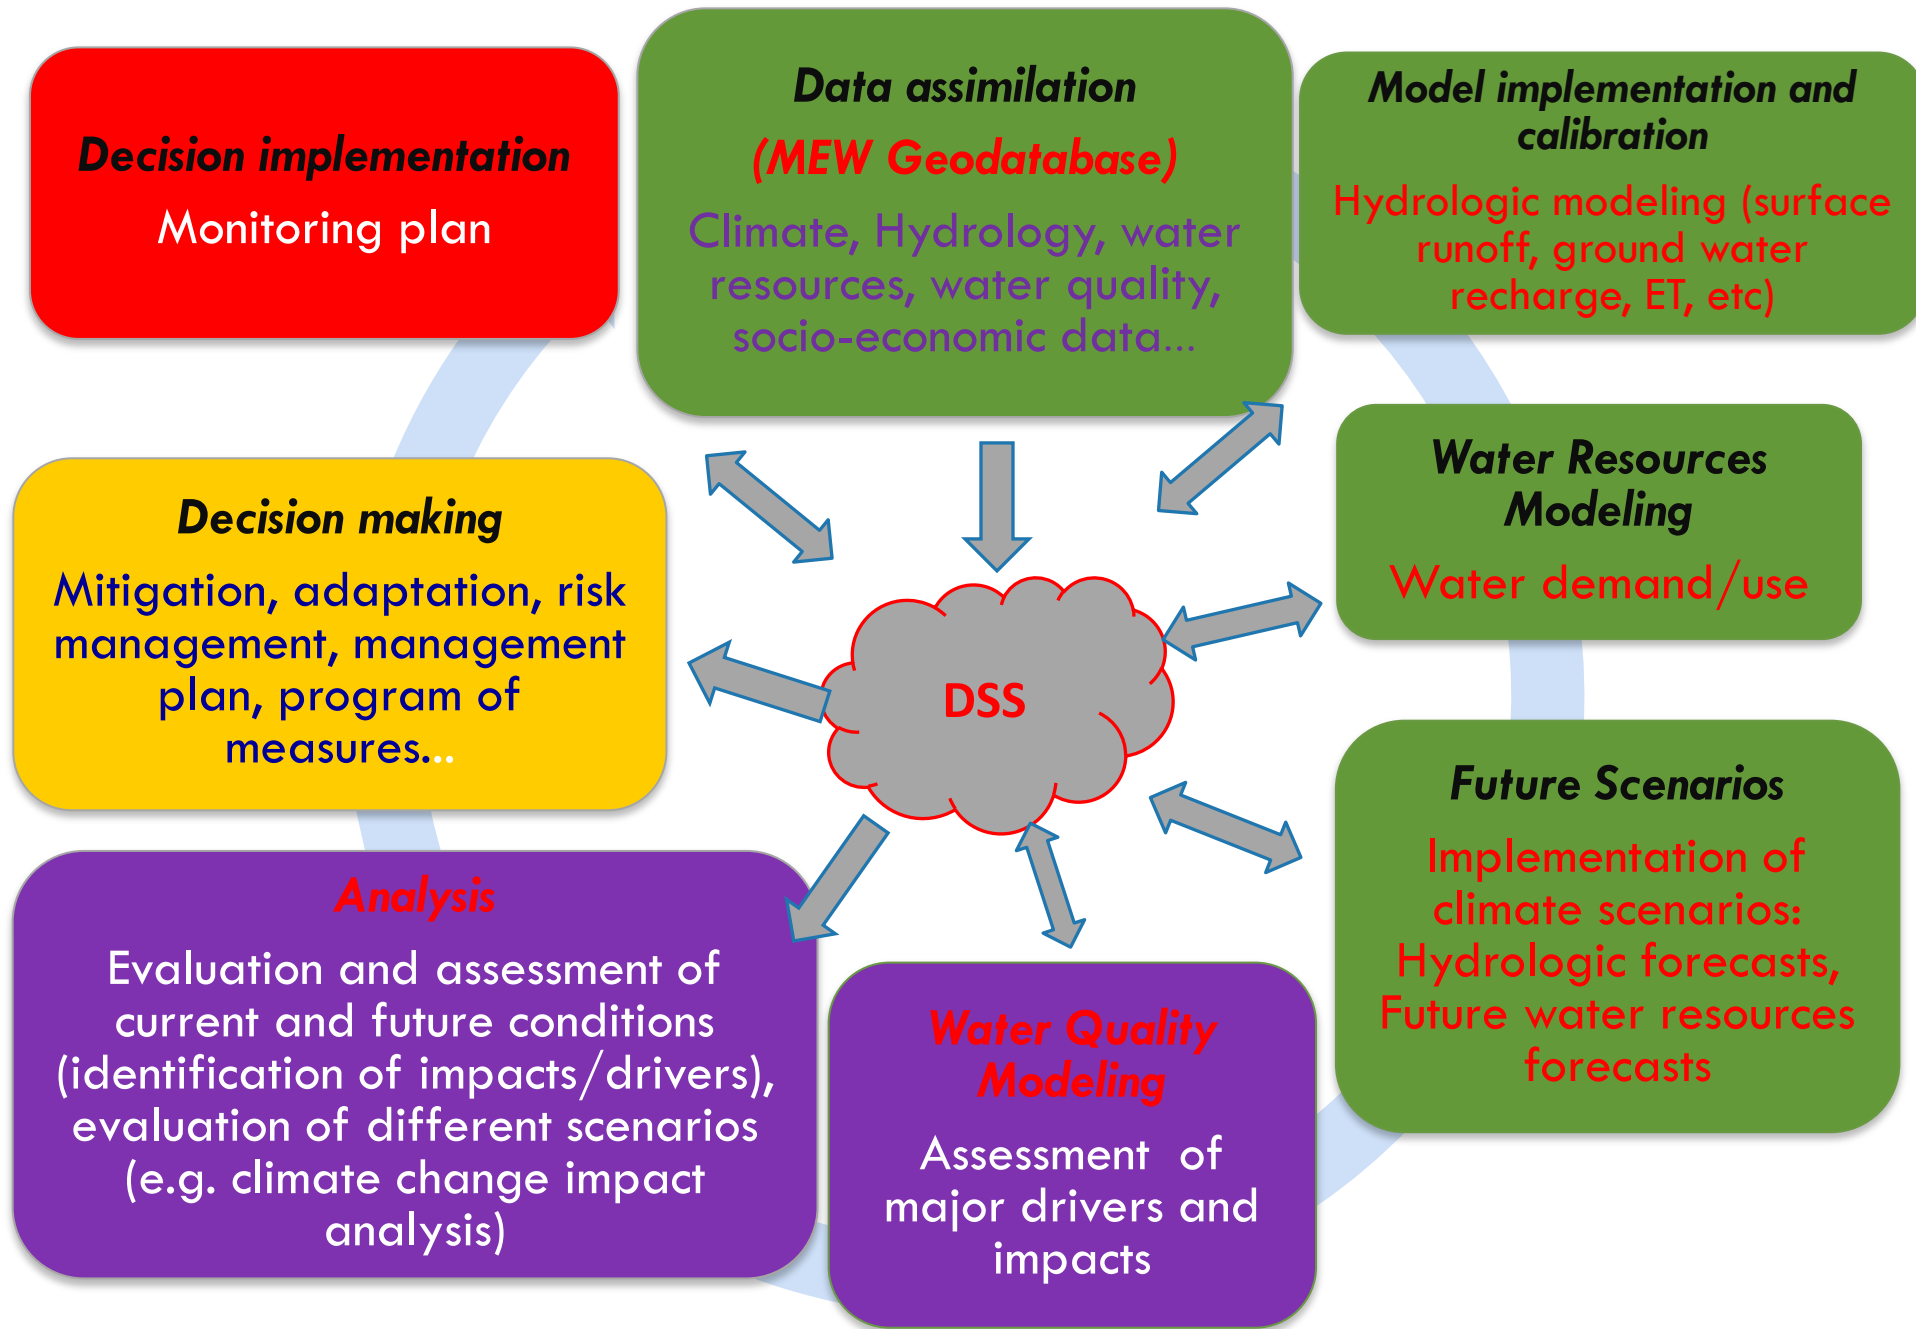 Decision implementation
Monitoring plan
Data assimilation
(MEW Geodatabase)
Climate, Hydrology, water
resources, water quality,
socio-economic data...
Model implementation and
calibration
Hydrologic modeling (surface
runoff, ground water
recharge, ET, etc)
Water Resources
Modeling
Water demand/use
Decision making
Mitigation, adaptation, risk
management, management
plan, program of
measures...
DSS
Future Scenarios
Implementation of
climate scenarios:
Hydrologic forecasts,
Future water resources
forecasts
Analysis
Evaluation and assessment of
current and future conditions
(identification of impacts/drivers),
evaluation of different scenarios
(e.g. climate change impact
analysis)
Water Quality
Modeling
Assessment of
major drivers and
impacts